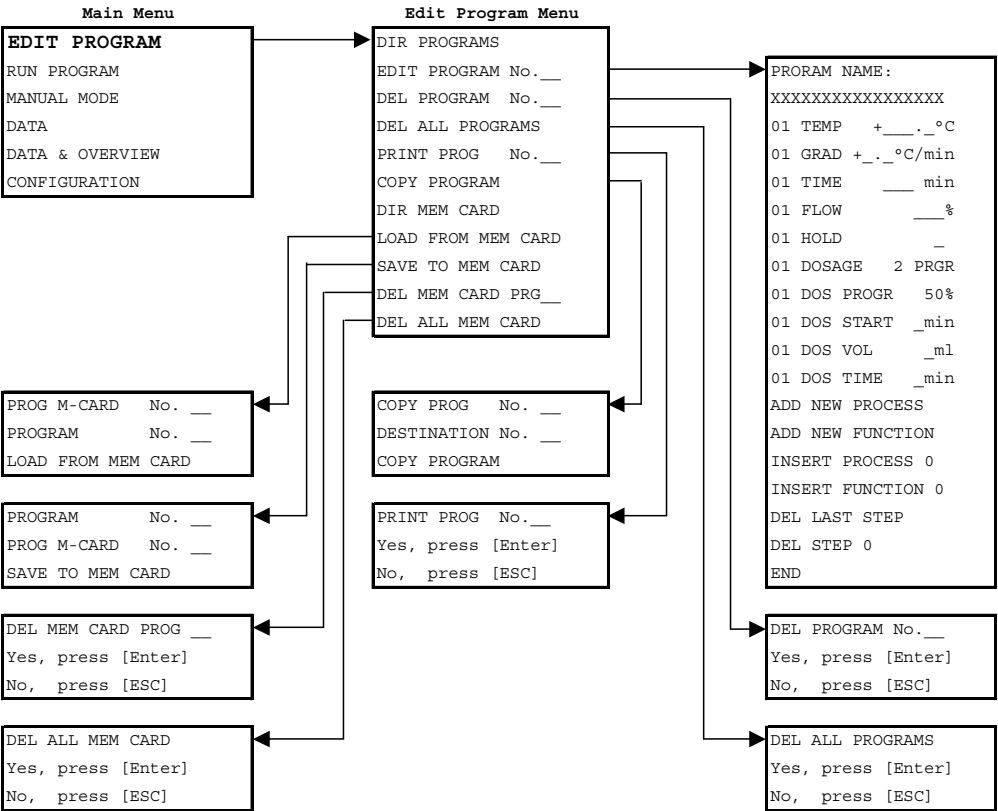 Main Menu
EDIT PROGRAM
RUN PROGRAM
MANUAL MODE
DATA
DATA & OVERVIEW
CONFIGURATION
Edit Program Menu
DIR PROGRAMS
EDIT PROGRAM No.__
DEL PROGRAM  No.__
DEL ALL PROGRAMS
PRINT PROG   No.__
COPY PROGRAM
DIR MEM CARD
LOAD FROM MEM CARD
SAVE TO MEM CARD
DEL MEM CARD PRG__
DEL ALL MEM CARD
PRORAM NAME:
XXXXXXXXXXXXXXXXX
01 TEMP   +___._°C
01 GRAD +_._°C/min
01 TIME    ___ min
01 FLOW       ___%
01 HOLD         _
01 DOSAGE   2 PRGR
01 DOS PROGR   50%
01 DOS START  _min
01 DOS VOL     _ml
01 DOS TIME   _min
ADD NEW PROCESS
ADD NEW FUNCTION
INSERT PROCESS 0
INSERT FUNCTION 0
DEL LAST STEP
DEL STEP 0
END
PROG M-CARD   No. __
PROGRAM       No. __
LOAD FROM MEM CARD
COPY PROG   No. __
DESTINATION No. __
COPY PROGRAM
PROGRAM       No. __
PROG M-CARD   No. __
SAVE TO MEM CARD
PRINT PROG  No.__
Yes, press [Enter]
No,  press [ESC]
DEL MEM CARD PROG __
Yes, press [Enter]
No,  press [ESC]
DEL PROGRAM No.__
Yes, press [Enter]
No,  press [ESC]
DEL ALL MEM CARD
Yes, press [Enter]
No,  press [ESC]
DEL ALL PROGRAMS
Yes, press [Enter]
No,  press [ESC]